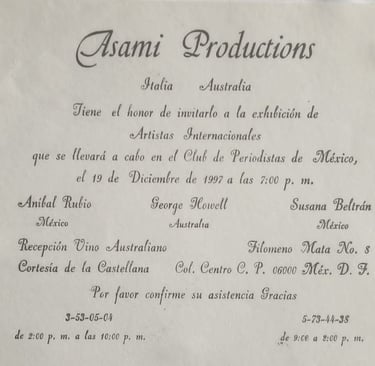 Asami Productions
Italia Australia
Tiene el honor de invitarlo a la exhibición de
Artistas Internacionales
que se llevará a cabo en el Club de Periodistas de México,
el 19 de Diciembre de 1997 a las 7:00 p. m.
Anibal Rubio George Howell Susana Beltrán
México Australia México
Recepción Vino Australiano Filomeno Mata No. 8
Cortesia de la Castellana Col. Centro C. P. 06000 Méx. D. F.
Por favor confirme su asistencia Gracias
3-53-05-04 5-73-44-38
de 2:00 p. m. a las 10:00 p. m. de 9:00 a 2:00 p. m.